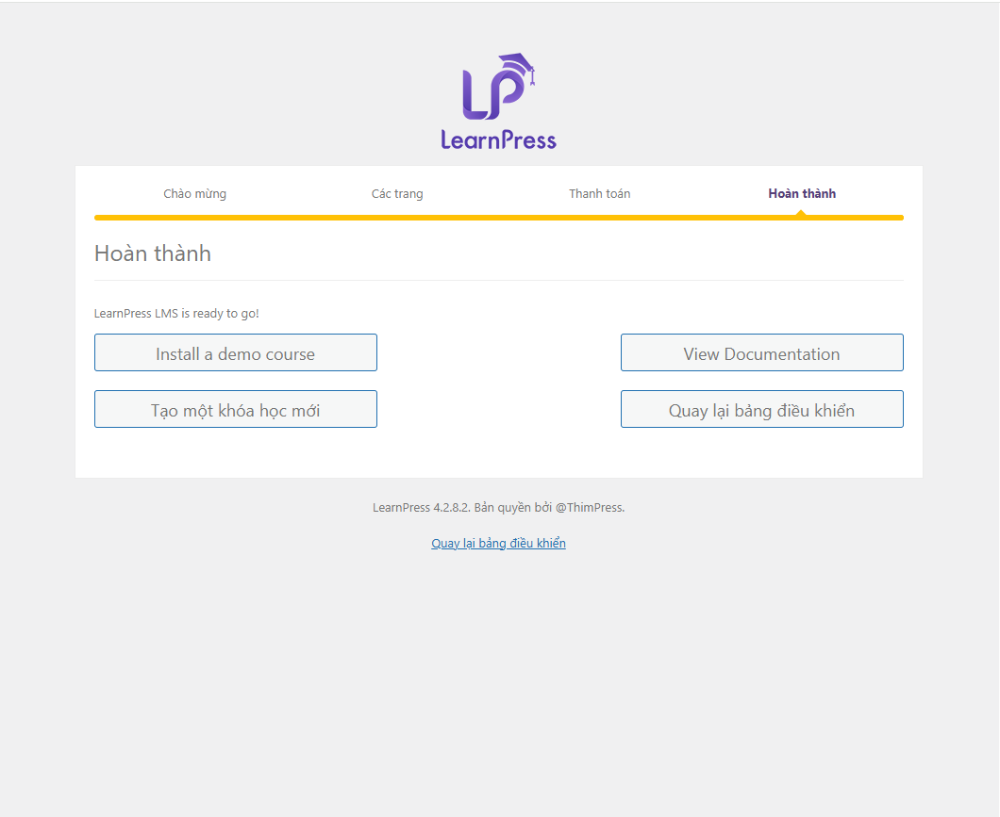 LearnPress
Chào mừng
Các trang
Thanh toán
Hoàn thành
Hoàn thành
LearnPress LMS is ready to go!
Install a demo course
View Documentation
Tạo một khóa học mới
Quay lại bảng điều khiển
LearnPress 4.2.8.2. Bản quyền bởi @ThimPress.
Quay lại bảng điều khiển